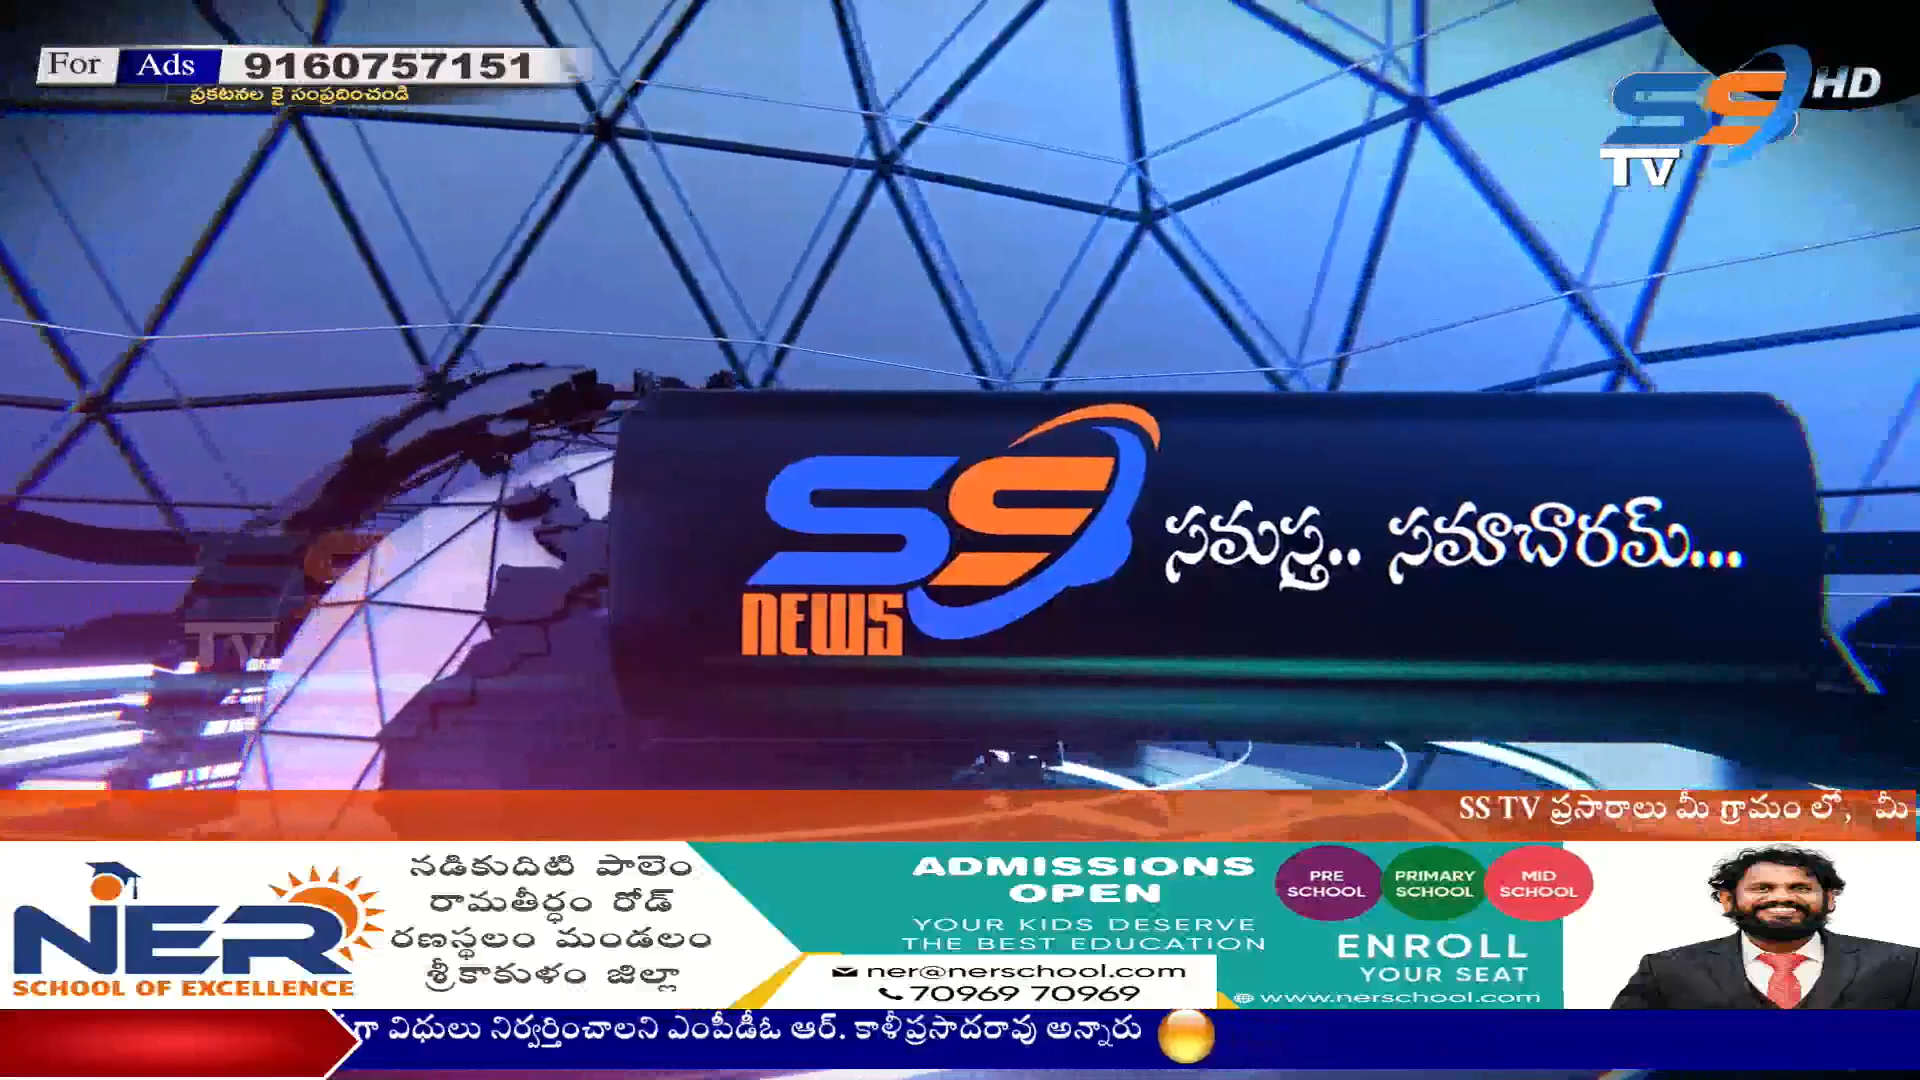 For Ads 9160757151
ప్రకటనల కై సంప్రదించండి
SS HD
TV
SS సమస్త.. సమాచారమ్...
NEWS
SS TV ప్రసారాలు మీ గ్రామం లో, మీ
NER
SCHOOL OF EXCELLENCE
నడికుదిటి పాలెం
రామతీర్ధం రోడ్
రణస్థలం మండలం
శ్రీకాకుళం జిల్లా
ADMISSIONS
OPEN
YOUR KIDS DESERVE
THE BEST EDUCATION
ner@nerschool.com
70969 70969
PRE
SCHOOL
PRIMARY
SCHOOL
MID
SCHOOL
ENROLL
YOUR SEAT
www.nerschool.com
విధులు నిర్వర్తించాలని ఎంపీడీఓ ఆర్. కాళీప్రసాదరావు అన్నారు